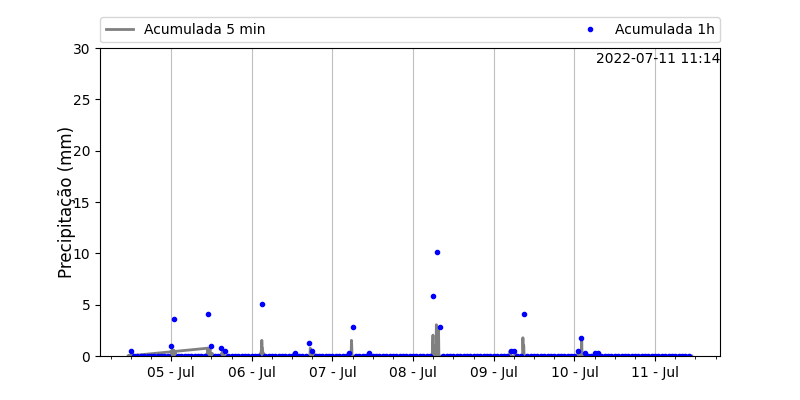 Acumulada 5 min
Acumulada 1h
2022-07-11 11:14
Precipitação (mm)
30
25
20
15
10
5
0
05 - Jul
06 - Jul
07 - Jul
08 - Jul
09 - Jul
10 - Jul
11 - Jul